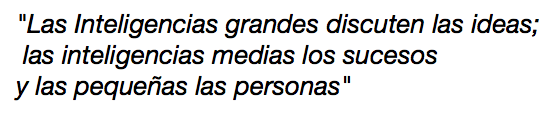 "Las Inteligencias grandes discuten las ideas;
las inteligencias medias los sucesos
y las pequeñas las personas"